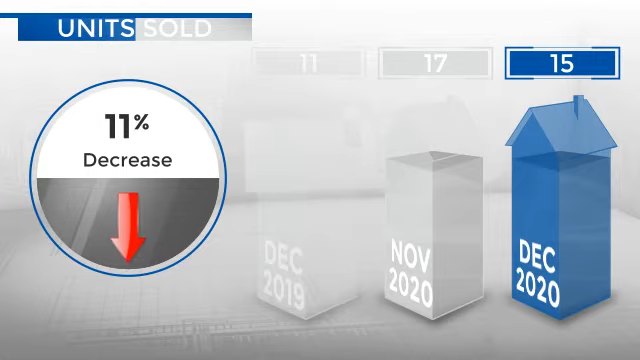 UNITS SOLD
11 17 15
11%
Decrease
DEC
2019
NOV
2020
DEC
2020